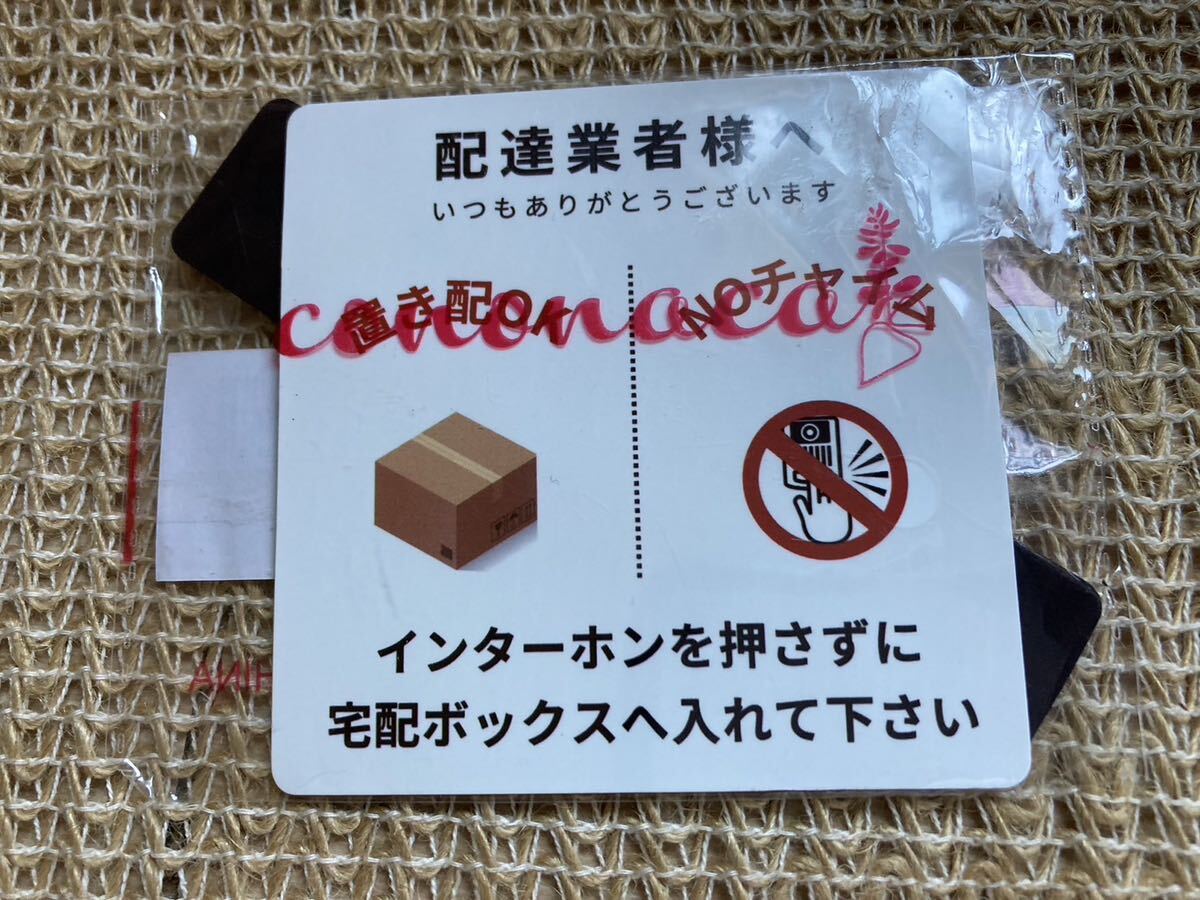 配達業者様へ
いつもありがとうございます
置き配OK
NOチャイム
cononaca
インターホンを押さずに
宅配ボックスへ入れて下さい